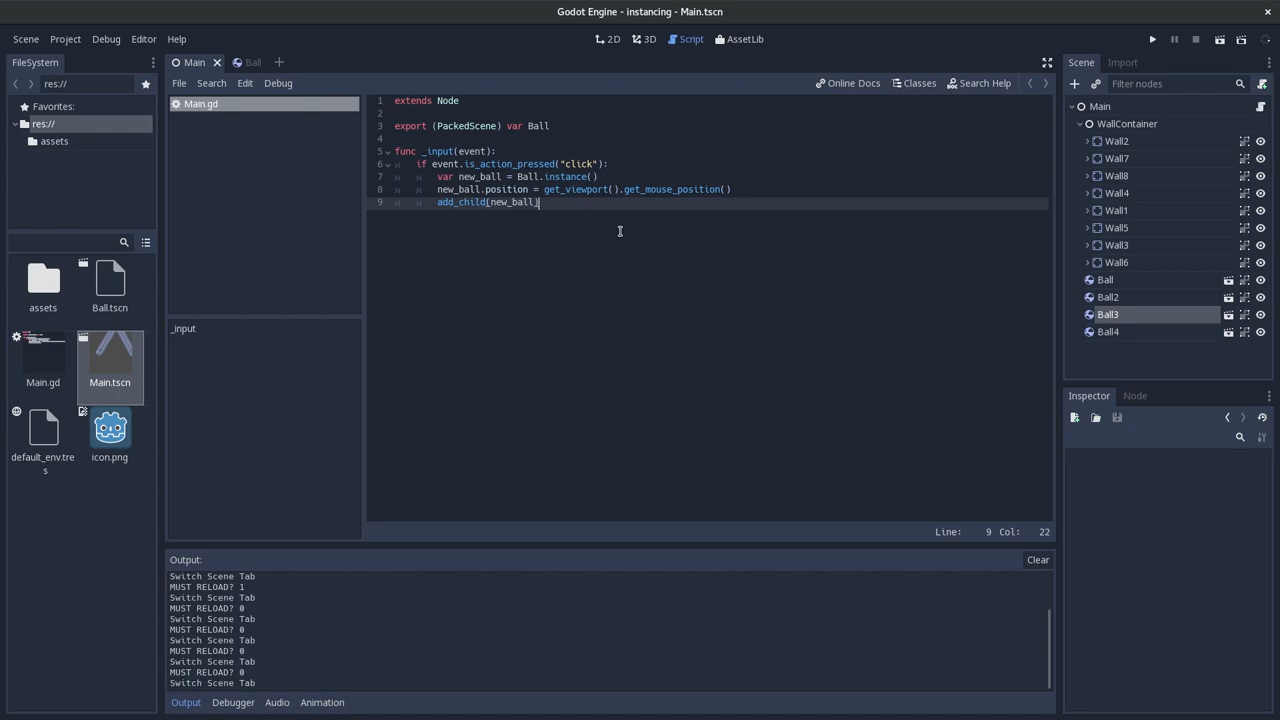 Godot Engine - instancing - Main.tscn
Scene Project Debug Editor Help
2D 3D Script AssetLib
FileSystem
res://
Favorites:
res://
assets
assets
Ball.tscn
Main.gd
Main.tscn
default_env.tre
s
icon.png
Main Ball
File Search Edit Debug
Online Docs Classes Search Help
Main.gd
_input
1 extends Node
2
3 export (PackedScene) var Ball
4
5 func _input(event):
6 if event.is_action_pressed("click"):
7 var new_ball = Ball.instance()
8 new_ball.position = get_viewport().get_mouse_position()
9 add_child(new_ball)
Line: 9 Col: 22
Output:
Clear
Switch Scene Tab
MUST RELOAD? 1
Switch Scene Tab
MUST RELOAD? 0
Switch Scene Tab
MUST RELOAD? 0
Switch Scene Tab
MUST RELOAD? 0
Switch Scene Tab
MUST RELOAD? 0
Switch Scene Tab
Output Debugger Audio Animation
Scene Import
Filter nodes
Main
WallContainer
Wall2
Wall7
Wall8
Wall4
Wall1
Wall5
Wall3
Wall6
Ball
Ball2
Ball3
Ball4
Inspector Node